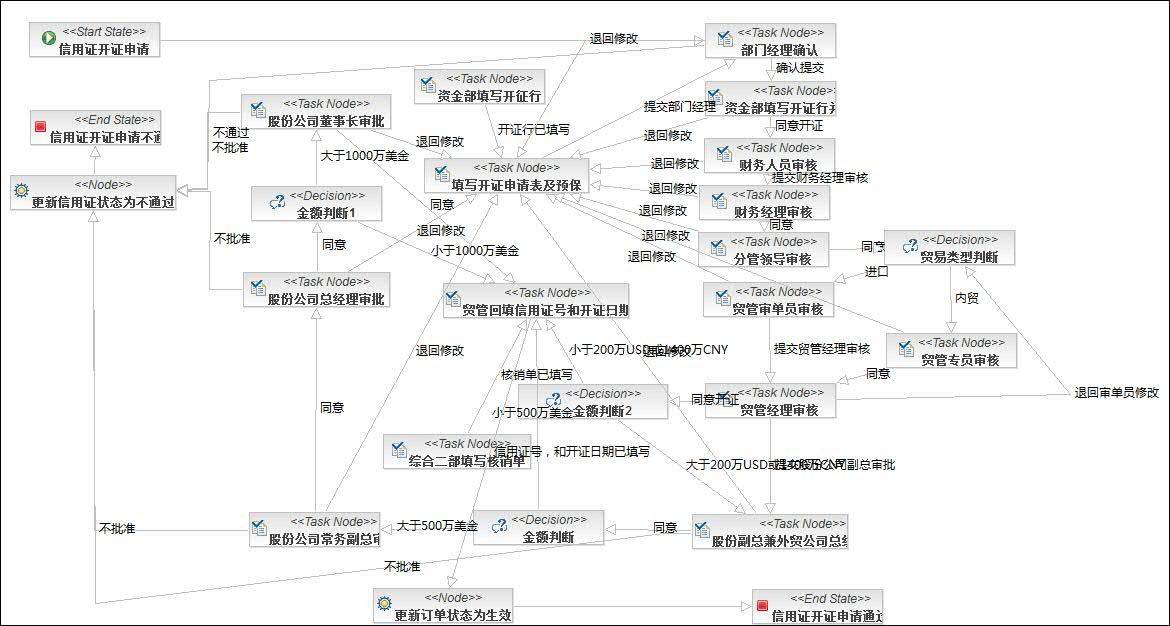 <<Start State>>
信用证开证申请
退回修改
<<Task Node>>
部门经理确认
确认提交
<<Task Node>>
资金部填写开征行
<<Task Node>>
资金部填写开证行并
<<Task Node>>
股份公司董事长审批
提交部门经理
同意开证
<<End State>>
信用证开证申请不通
不通过
不批准
开证行已填写
退回修改
退回修改
<<Task Node>>
财务人员审核
大于1000万美金
退回修改
<<Task Node>>
填写开证申请表及预保
提交财务经理审核
<<Node>>
更新信用证状态为不通过
<<Decision>>
金额判断1
同意
退回修改
<<Task Node>>
财务经理审核
退回修改
同意
不批准
同意
退回修改
小于1000万美金
退回修改
退回修改
<<Task Node>>
分管领导审核
同意
<<Decision>>
贸易类型判断
进口
<<Task Node>>
股份公司总经理审批
<<Task Node>>
贸管回填信用证号和开证日期
<<Task Node>>
贸管审单员审核
内贸
退回修改
小于200万USD或1400万CNY
退回修改
提交贸管经理审核
<<Task Node>>
贸管专员审核
核销单已填写
同意
<<Decision>>
金额判断2
同意开证
<<Task Node>>
贸管经理审核
退回审单员修改
同意
小于500万美金
<<Task Node>>
综合二部填写核销单
信用证号，和开证日期已填写
大于200万USD或1400万CNY
提交股份公司副总审批
不批准
<<Task Node>>
股份公司常务副总审
大于500万美金
<<Decision>>
金额判断
同意
<<Task Node>>
股份副总兼外贸公司总经
不批准
<<Node>>
更新订单状态为生效
<<End State>>
信用证开证申请通过